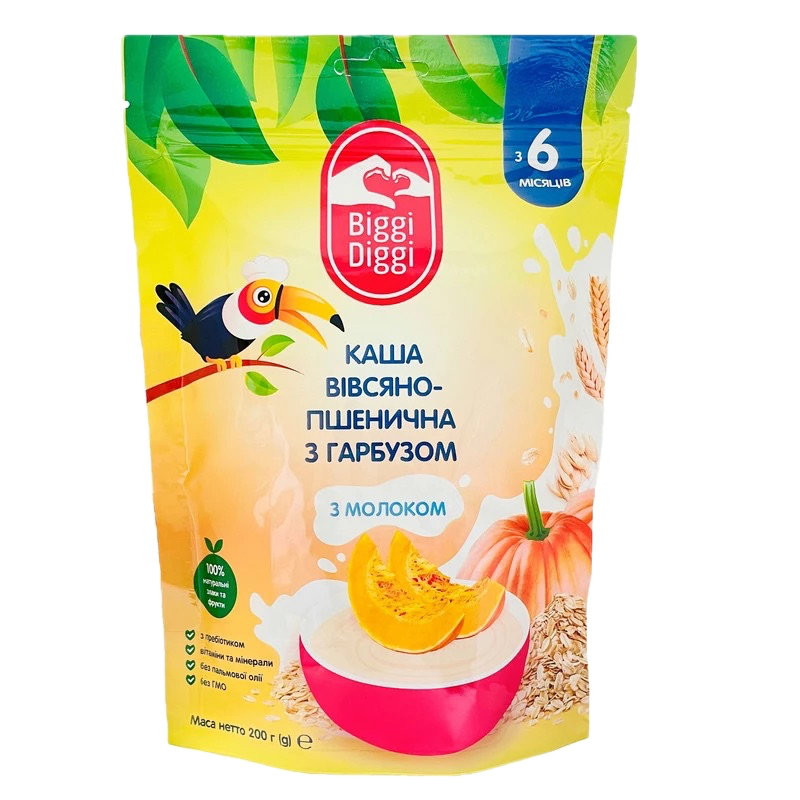 з 6
місяців
Biggi
Diggi
КАША
ВІВСЯНО-
ПШЕНИЧНА
З ГАРБУЗОМ
З МОЛОКОМ
100%
натуральні
злаки та
фрукти
з пребіотиком
вітаміни та мінерали
без пальмової олії
без ГМО
Маса нетто 200 г (g) ℮